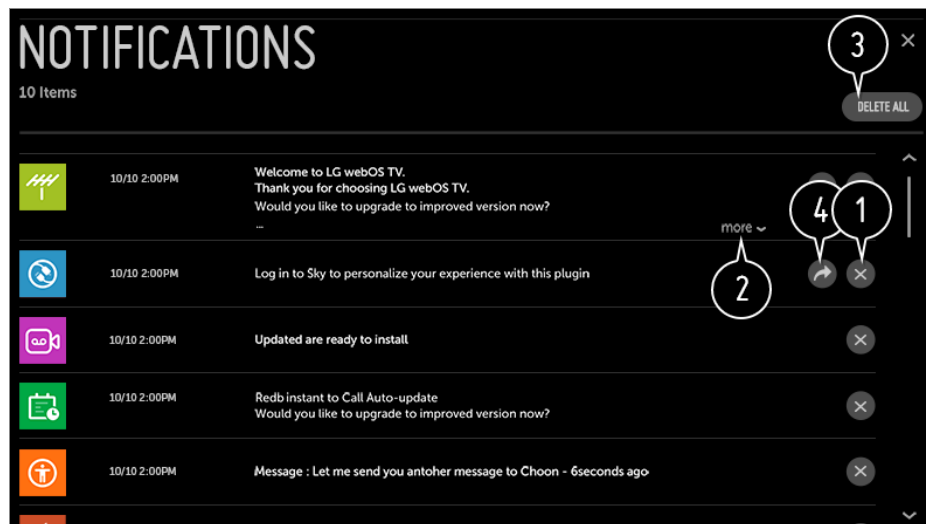 NOTIFICATIONS
10 Items
3
DELETE ALL
10/10 2:00PM
Welcome to LG webOS TV.
Thank you for choosing LG webOS TV.
Would you like to upgrade to improved version now?
...
more
4
1
2
10/10 2:00PM
Log in to Sky to personalize your experience with this plugin
10/10 2:00PM
Updated are ready to install
10/10 2:00PM
Redb instant to Call Auto-update
Would you like to upgrade to improved version now?
10/10 2:00PM
Message : Let me send you antoher message to Choon - 6seconds ago